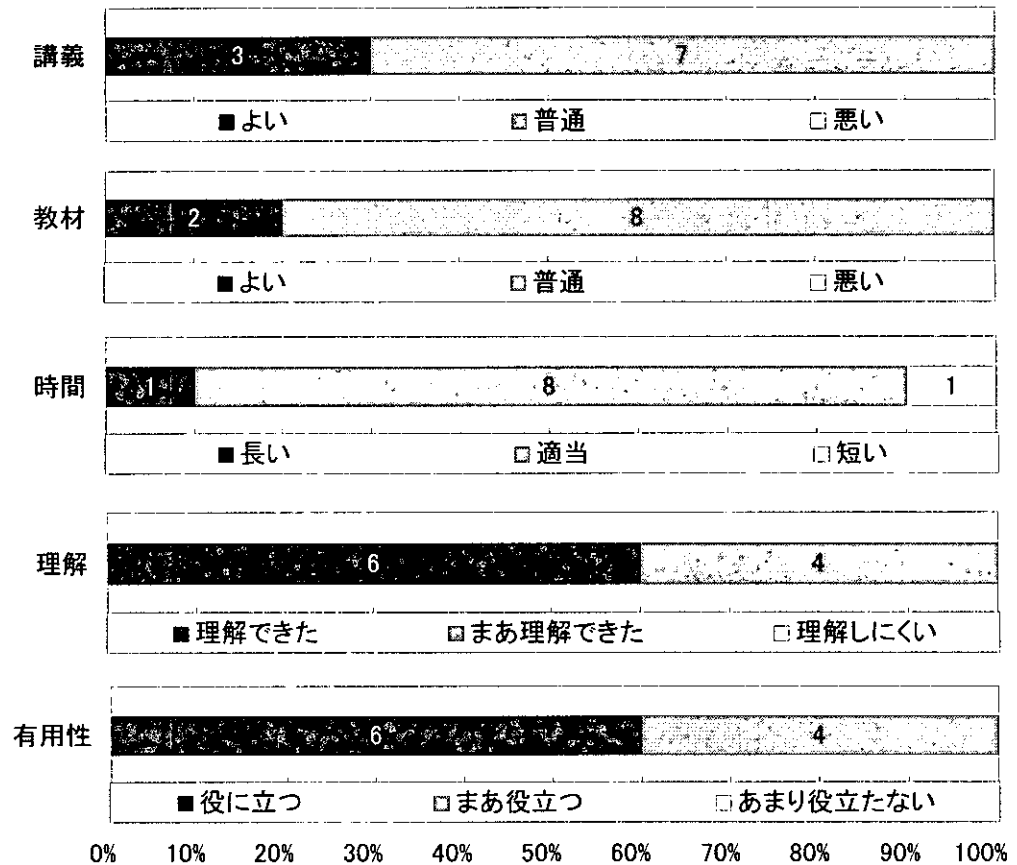 講義 3 7
■よい □普通 □悪い
教材 2 8
■よい □普通 □悪い
時間 1 8 1
■長い □適当 □短い
理解 6 4
■理解できた □まあ理解できた □理解しにくい
有用性 6 4
■役に立つ □まあ役立つ □あまり役立たない
0% 10% 20% 30% 40% 50% 60% 70% 80% 90% 100%